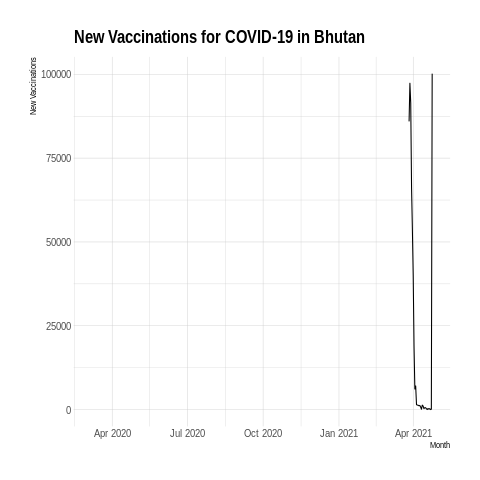 New Vaccinations for COVID-19 in Bhutan
New Vaccinations
100000
75000
50000
25000
0
Apr 2020 Jul 2020 Oct 2020 Jan 2021 Apr 2021
Month